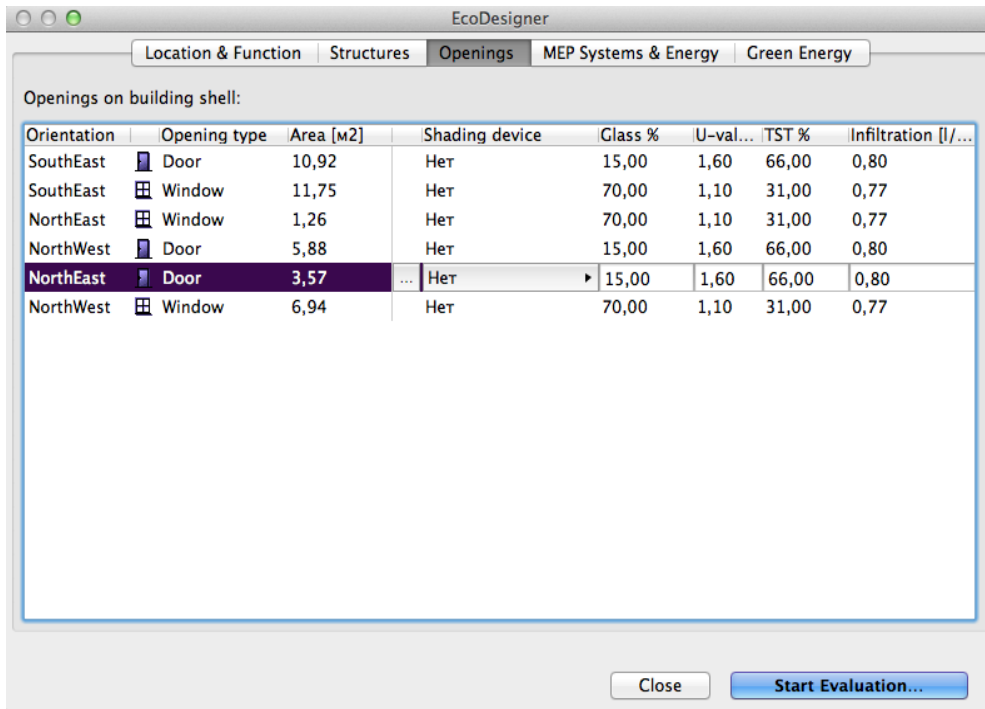 EcoDesigner
Location & Function Structures Openings MEP Systems & Energy Green Energy
Openings on building shell:
Orientation Opening type Area [м2] Shading device Glass % U-val... TST % Infiltration [l/...
SouthEast Door 10,92 Нет 15,00 1,60 66,00 0,80
SouthEast Window 11,75 Нет 70,00 1,10 31,00 0,77
NorthEast Window 1,26 Нет 70,00 1,10 31,00 0,77
NorthWest Door 5,88 Нет 15,00 1,60 66,00 0,80
NorthEast Door 3,57 ... Нет 15,00 1,60 66,00 0,80
NorthWest Window 6,94 Нет 70,00 1,10 31,00 0,77
Close Start Evaluation...